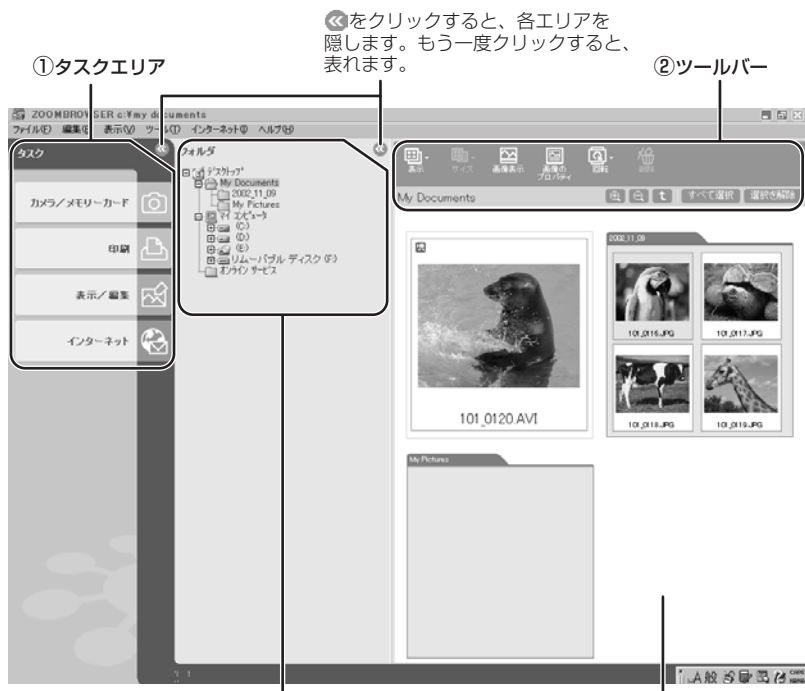 «をクリックすると、各エリアを
隠します。もう一度クリックすると、
表れます。
①タスクエリア
②ツールバー
ZOOMBROWSER c:¥my documents
ファイル(F) 編集(E) 表示(V) ツール(T) インターネット(I) ヘルプ(H)
タスク
カメラ/メモリーカード
印刷
表示/編集
インターネット
フォルダ
デスクトップ
My Documents
2002_11_09
My Pictures
マイ コンピュータ
(C:)
(D:)
(E:)
リムーバブル ディスク (F:)
オンライン サービス
表示
サイズ
画像表示
画像の
プロパティ
回転
削除
My Documents
すべて選択
選択を解除
101_0120.AVI
2002_11_09
101_0116.JPG
101_0117.JPG
101_0118.JPG
101_0119.JPG
My Pictures
A般